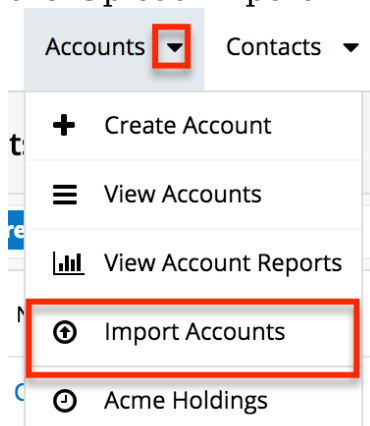 Accounts Contacts
Create Account
View Accounts
View Account Reports
Import Accounts
Acme Holdings